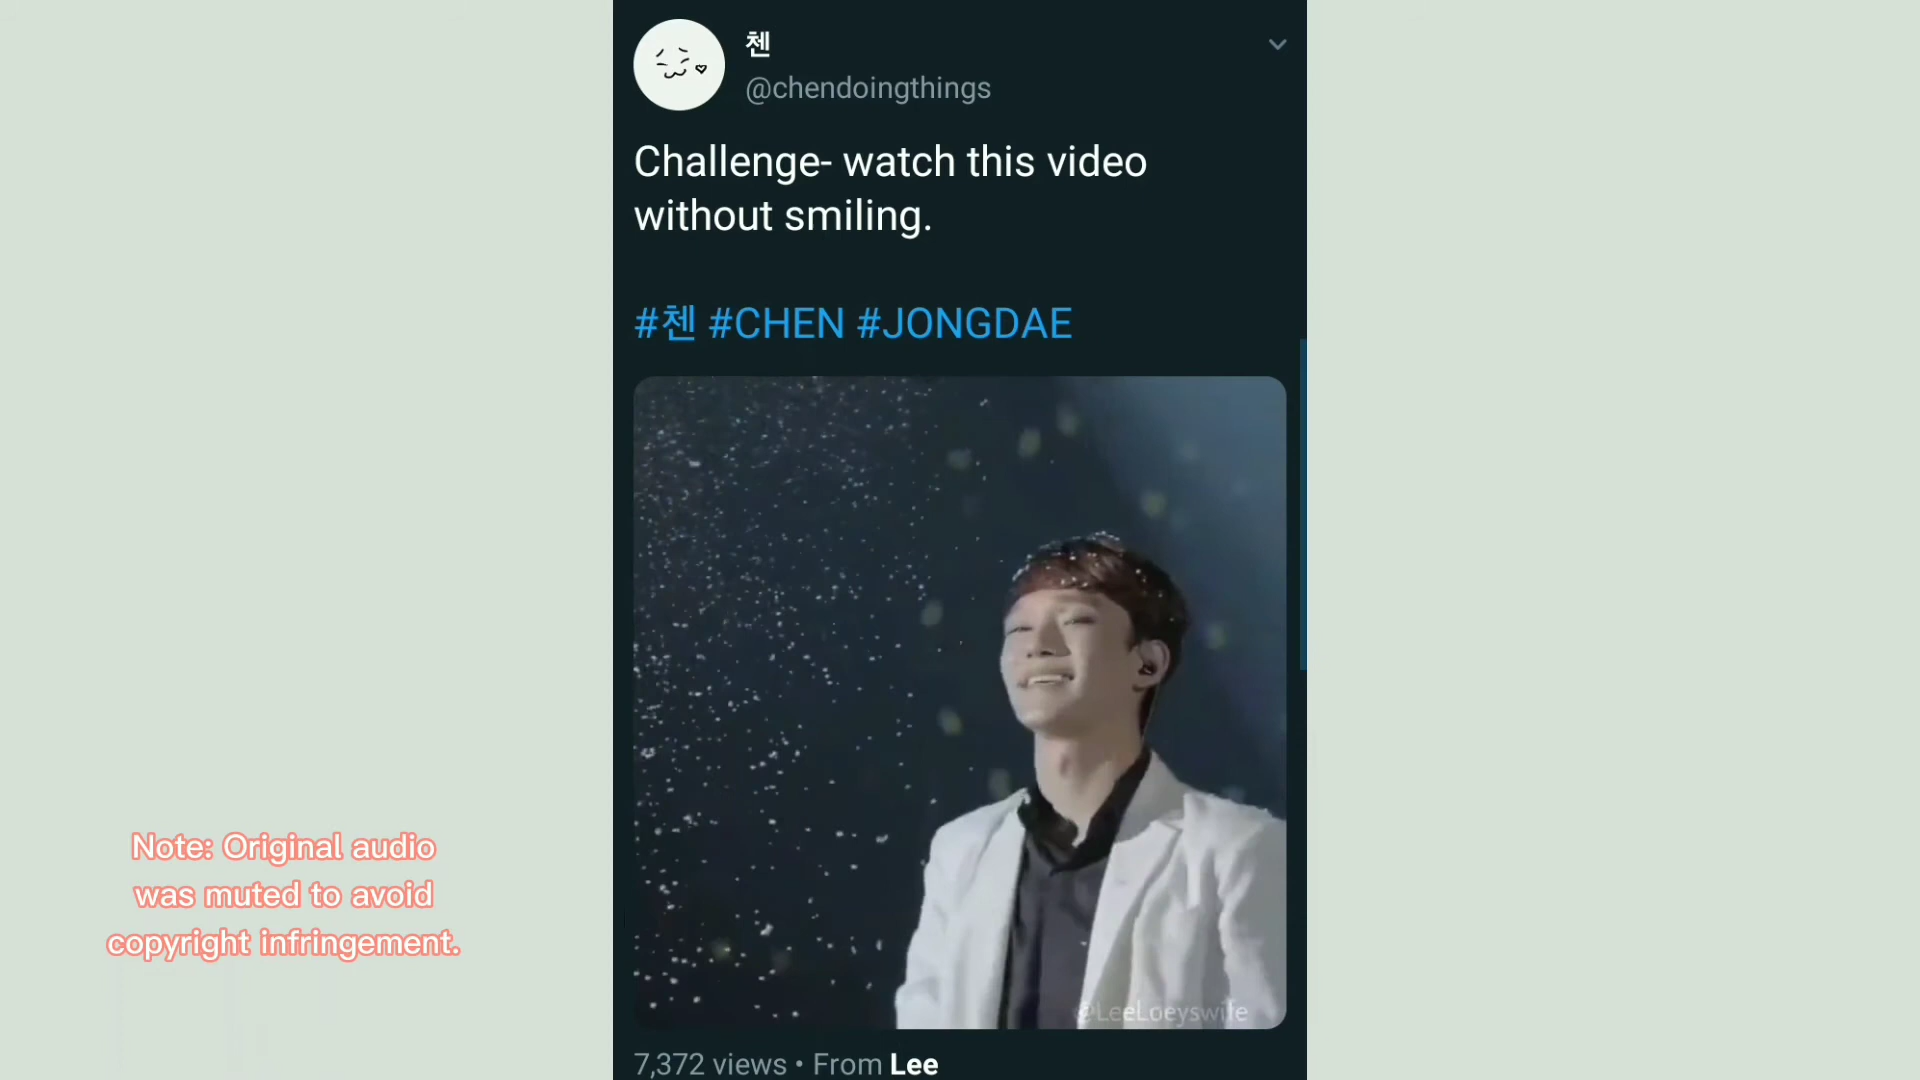 첸
@chendoingthings
Challenge- watch this video
without smiling.
#첸 #CHEN #JONGDAE
@LeeLoeyswife
7,372 views • From Lee
Note: Original audio
was muted to avoid
copyright infringement.